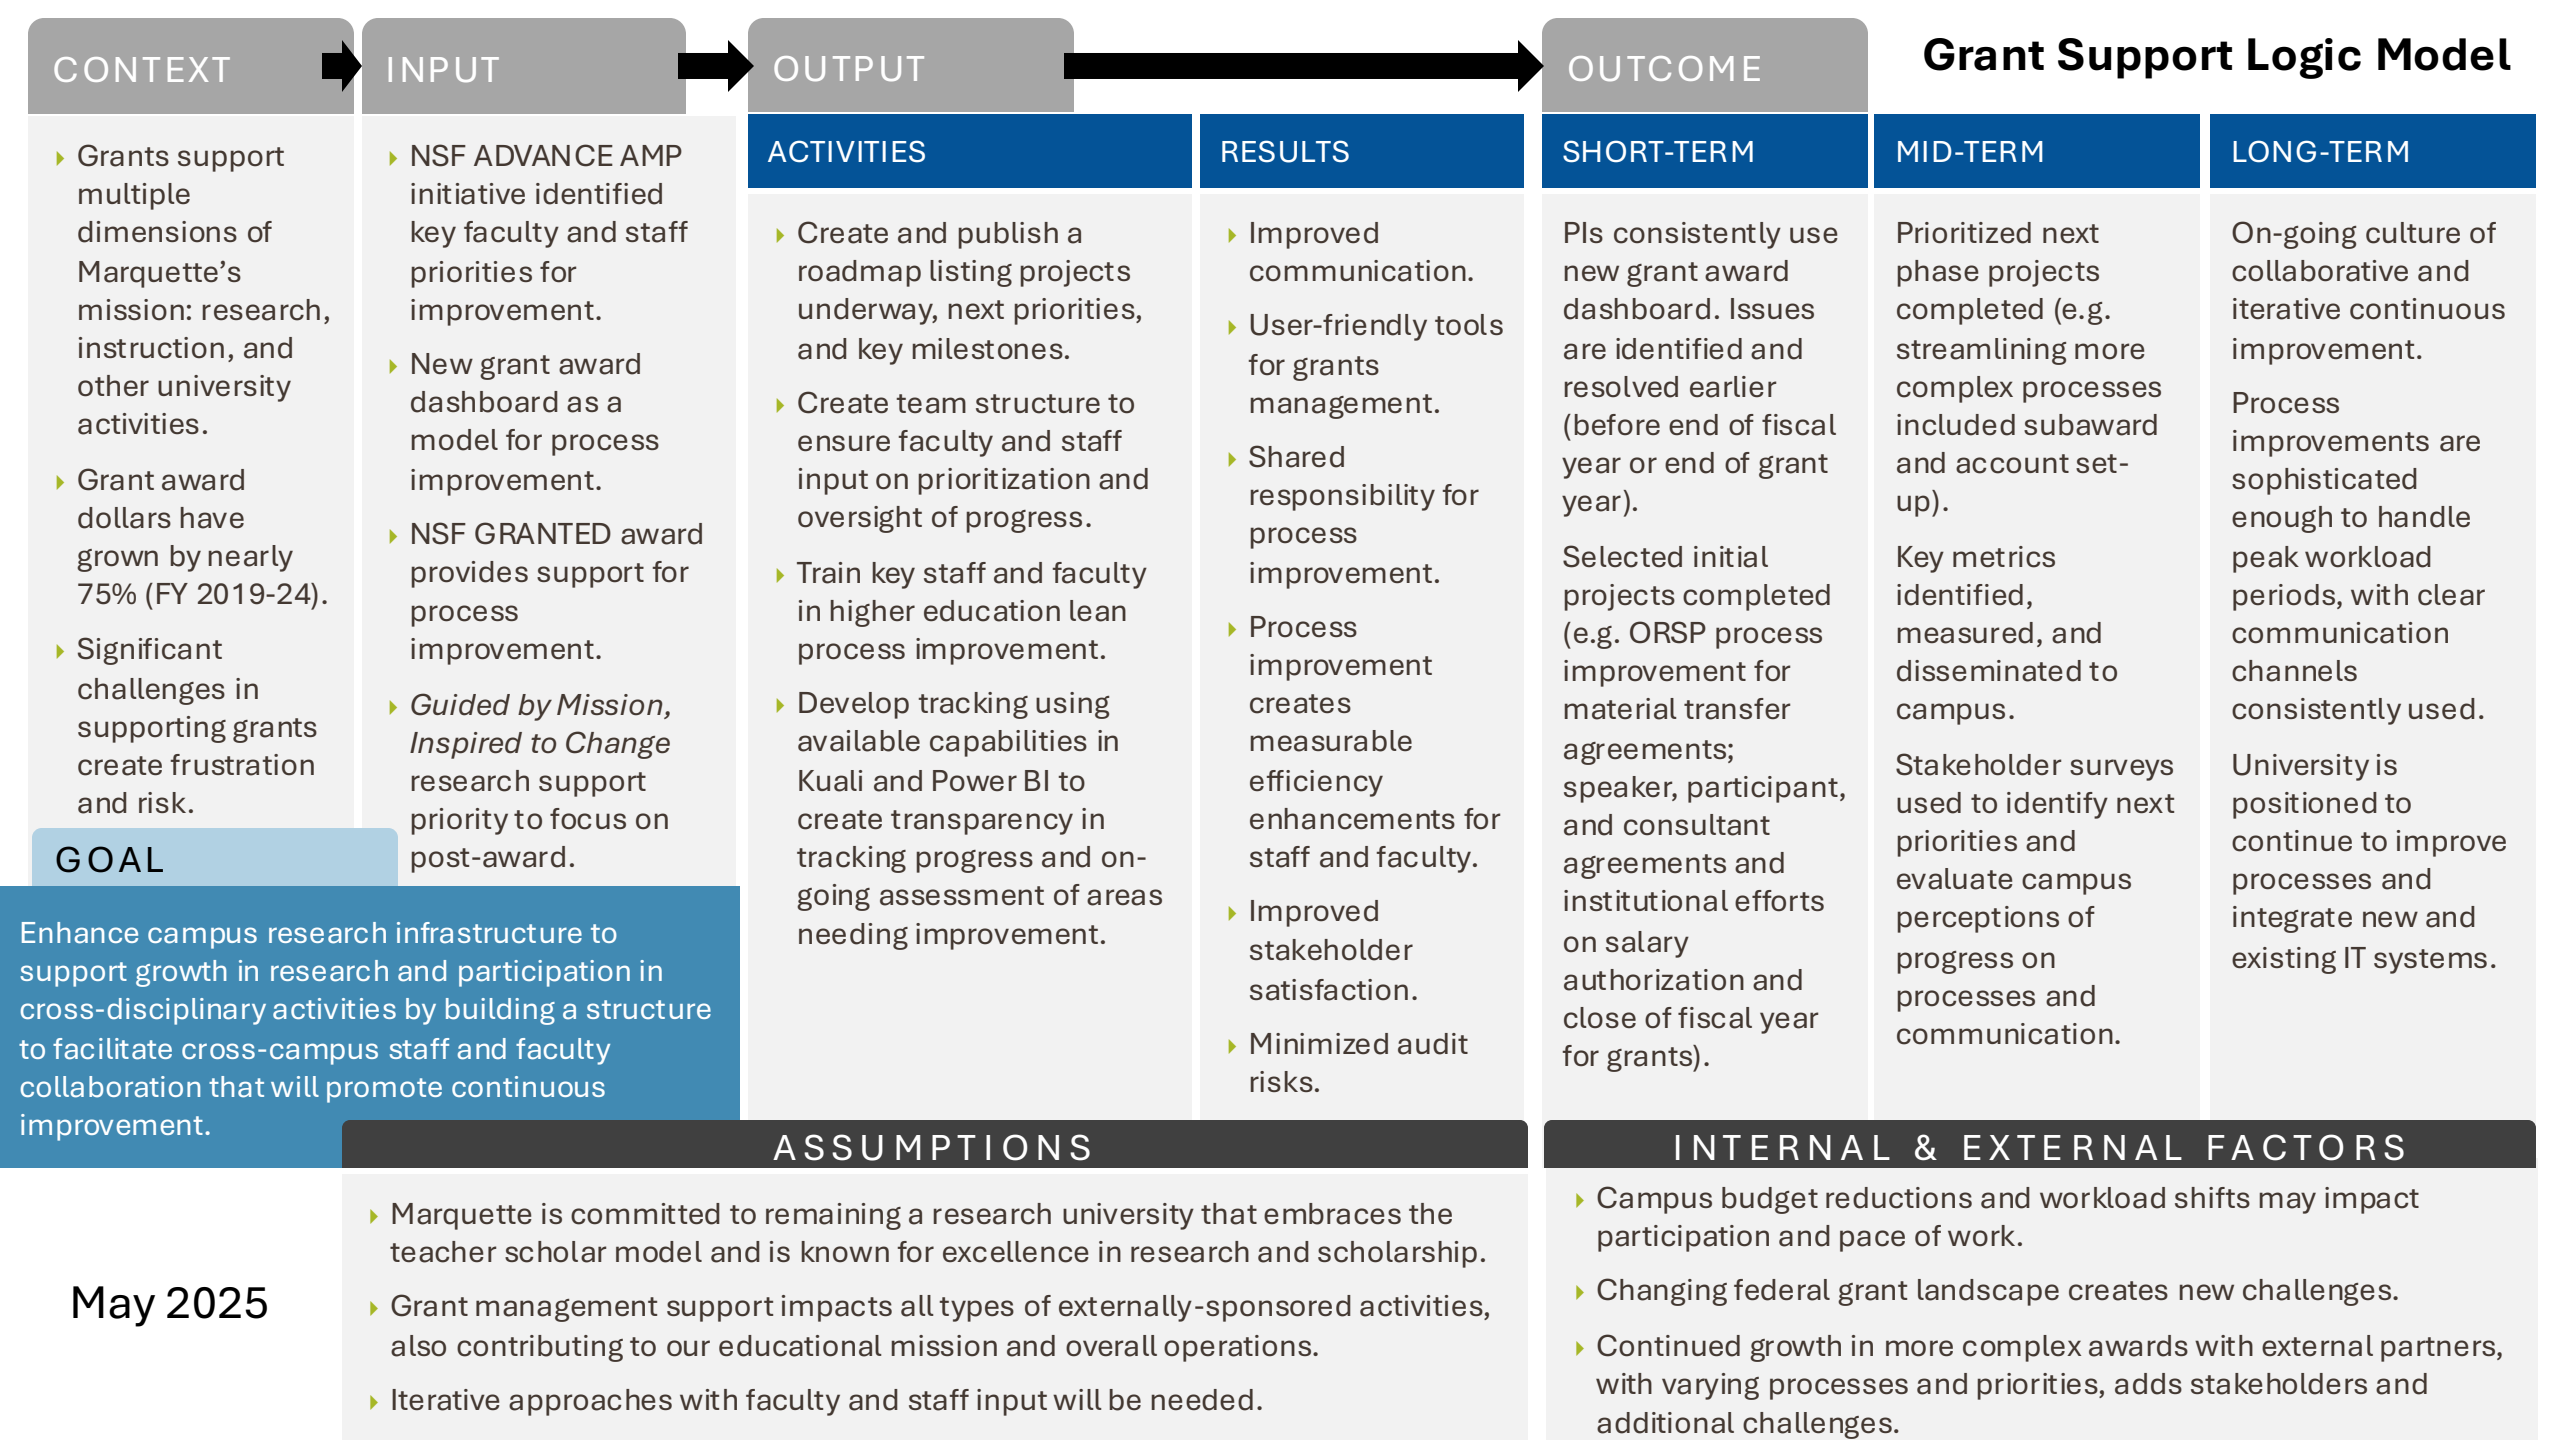 Grant Support Logic Model
CONTEXT
Grants support
multiple
dimensions of
Marquette's
mission: research,
instruction, and
other university
activities.
Grant award
dollars have
grown by nearly
75% (FY 2019-24).
Significant
challenges in
supporting grants
create frustration
and risk.
INPUT
NSF ADVANCE AMP
initiative identified
key faculty and staff
priorities for
improvement.
New grant award
dashboard as a
model for process
improvement.
NSF GRANTED award
provides support for
process
improvement.
Guided by Mission,
Inspired to Change
research support
priority to focus on
post-award.
GOAL
Enhance campus research infrastructure to
support growth in research and participation in
cross-disciplinary activities by building a structure
to facilitate cross-campus staff and faculty
collaboration that will promote continuous
improvement.
OUTPUT
ACTIVITIES
Create and publish a
roadmap listing projects
underway, next priorities,
and key milestones.
Create team structure to
ensure faculty and staff
input on prioritization and
oversight of progress.
Train key staff and faculty
in higher education lean
process improvement.
Develop tracking using
available capabilities in
Kuali and Power BI to
create transparency in
tracking progress and on-
going assessment of areas
needing improvement.
RESULTS
Improved
communication.
User-friendly tools
for grants
management.
Shared
responsibility for
process
improvement.
Process
improvement
creates
measurable
efficiency
enhancements for
staff and faculty.
Improved
stakeholder
satisfaction.
Minimized audit
risks.
OUTCOME
SHORT-TERM
PIs consistently use
new grant award
dashboard. Issues
are identified and
resolved earlier
(before end of fiscal
year or end of grant
year).
Selected initial
projects completed
(e.g. ORSP process
improvement for
material transfer
agreements;
speaker, participant,
and consultant
agreements and
institutional efforts
on salary
authorization and
close of fiscal year
for grants).
MID-TERM
Prioritized next
phase projects
completed (e.g.
streamlining more
complex processes
included subaward
and account set-
up).
Key metrics
identified,
measured, and
disseminated to
campus.
Stakeholder surveys
used to identify next
priorities and
evaluate campus
perceptions of
progress on
processes and
communication.
LONG-TERM
On-going culture of
collaborative and
iterative continuous
improvement.
Process
improvements are
sophisticated
enough to handle
peak workload
periods, with clear
communication
channels
consistently used.
University is
positioned to
continue to improve
processes and
integrate new and
existing IT systems.
May 2025
ASSUMPTIONS
Marquette is committed to remaining a research university that embraces the
teacher scholar model and is known for excellence in research and scholarship.
Grant management support impacts all types of externally-sponsored activities,
also contributing to our educational mission and overall operations.
Iterative approaches with faculty and staff input will be needed.
INTERNAL & EXTERNAL FACTORS
Campus budget reductions and workload shifts may impact
participation and pace of work.
Changing federal grant landscape creates new challenges.
Continued growth in more complex awards with external partners,
with varying processes and priorities, adds stakeholders and
additional challenges.